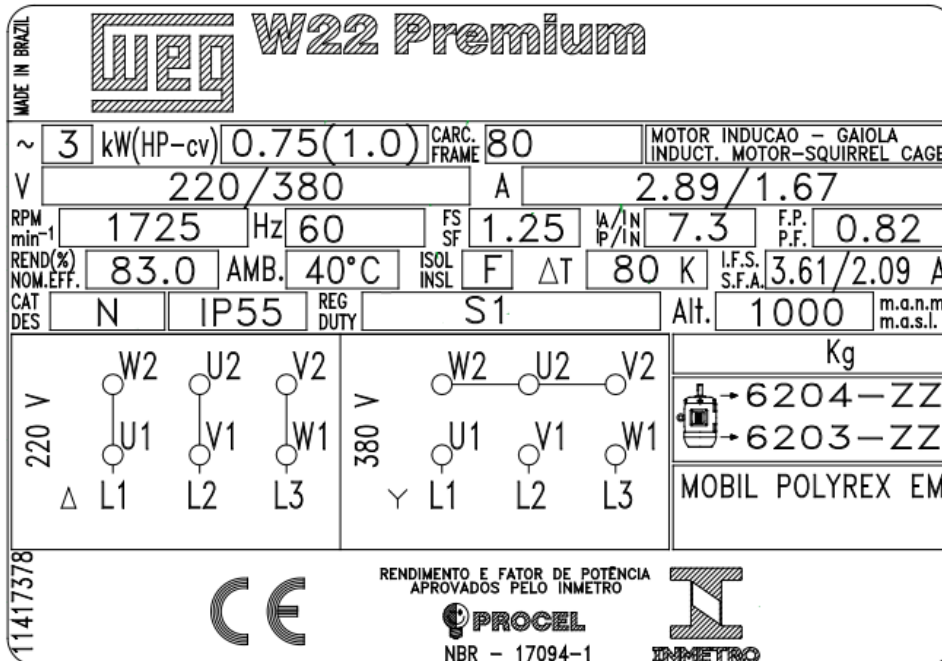 MADE IN BRAZIL
WEG W22 Premium
~ 3 kW(HP-cv) 0.75(1.0) CARC. FRAME 80 MOTOR INDUCAO - GAIOLA
INDUCT. MOTOR-SQUIRREL CAGE
V 220/380 A 2.89/1.67
RPM min-1 1725 Hz 60 FS SF 1.25 IA/IN IP/IN 7.3 F.P. P.F. 0.82
REND(%) NOM.EFF. 83.0 AMB. 40°C ISOL INSL F ΔT 80 K I.F.S. S.F.A. 3.61/2.09 A
CAT DES N IP55 REG DUTY S1 Alt. 1000 m.a.n.m m.a.s.l.
220 V
W2 U2 V2
U1 V1 W1
Δ L1 L2 L3
380 V
W2 U2 V2
U1 V1 W1
Y L1 L2 L3
Kg
6204-ZZ
6203-ZZ
MOBIL POLYREX EM
11417378
CE
RENDIMENTO E FATOR DE POTÊNCIA
APROVADOS PELO INMETRO
PROCEL
NBR - 17094-1
INMETRO